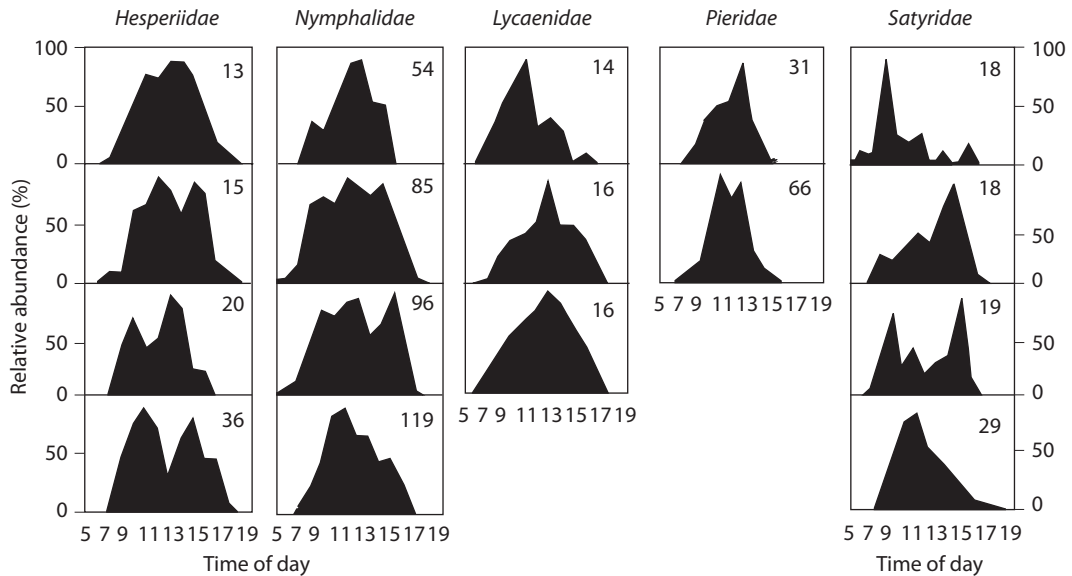 Hesperiidae Nymphalidae Lycaenidae Pieridae Satyridae
100 13 54 14 31 18 100
50 50
0 0
15 85 16 66 18
50 50
0 0
5 7 9 11 13 15 17 19
20 96 16 19
50 50
0 0
5 7 9 11 13 15 17 19
36 119 29
50 50
0 0
5 7 9 11 13 15 17 19 5 7 9 11 13 15 17 19 5 7 9 11 13 15 17 19
Time of day Time of day
Relative abundance (%)